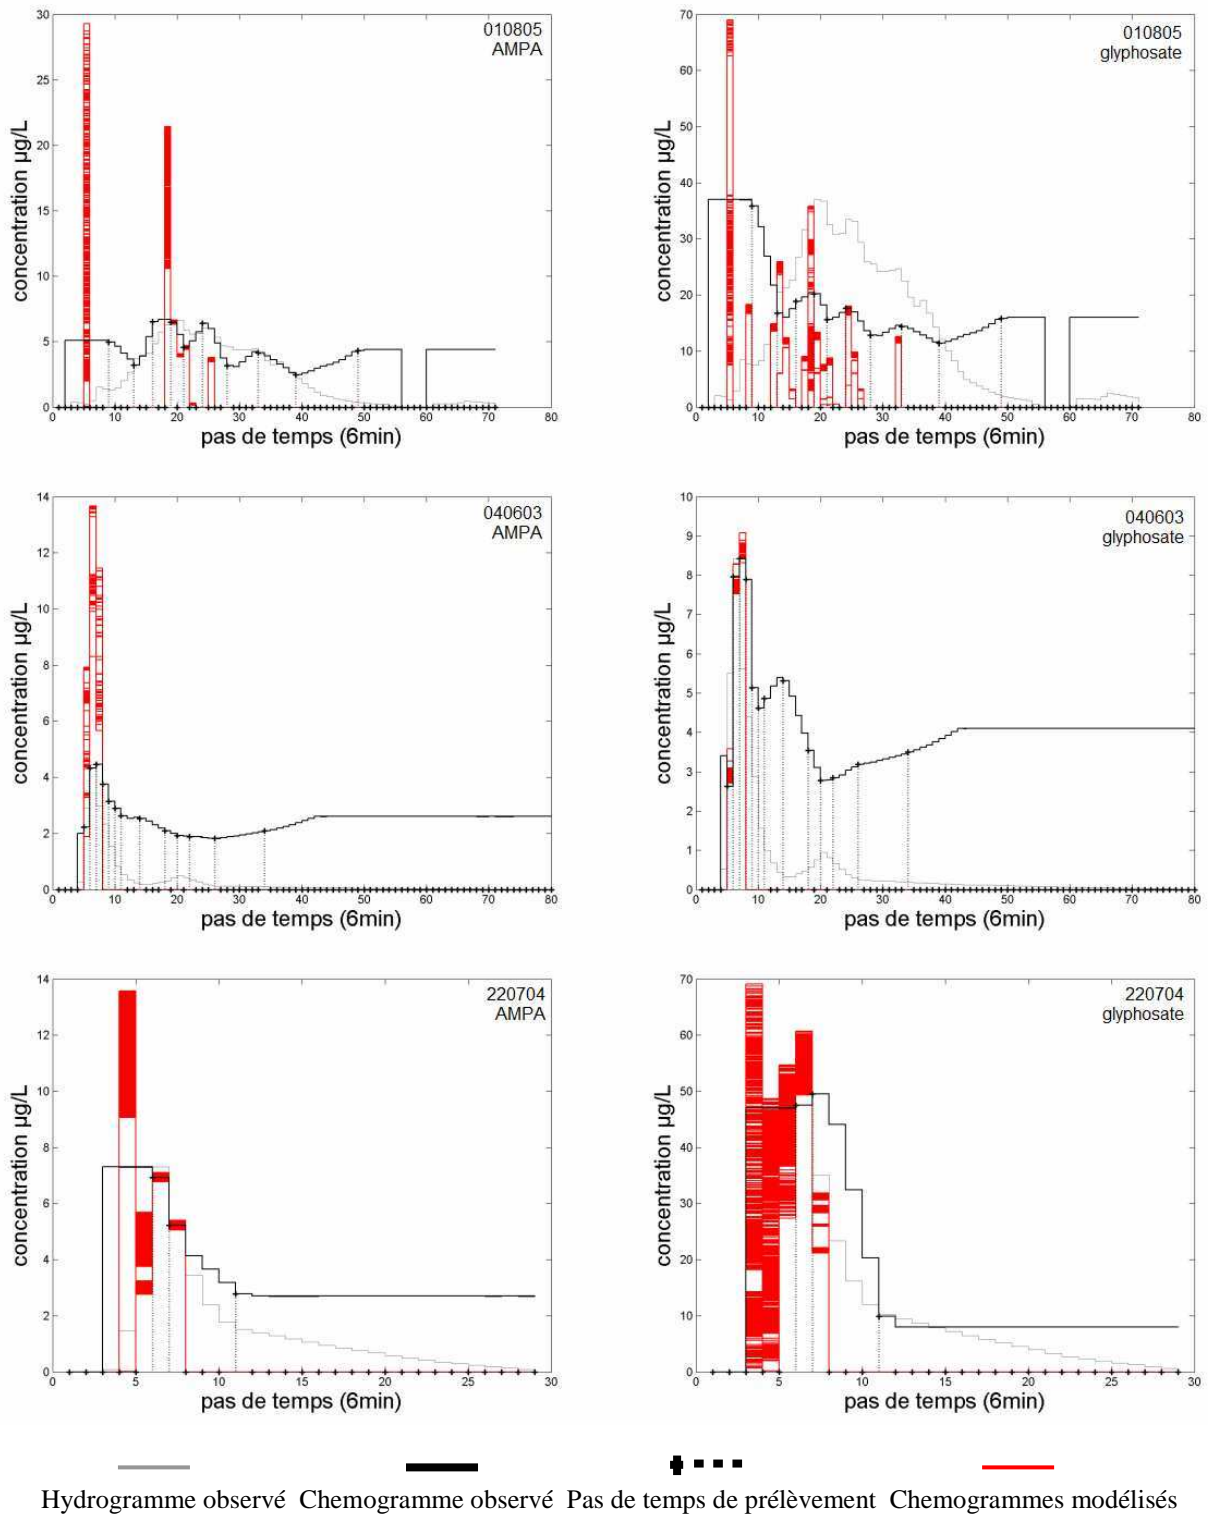 010805
AMPA
concentration µg/L
30
25
20
15
10
5
0
0 10 20 30 40 50 60 70 80
pas de temps (6min)
010805
glyphosate
concentration µg/L
70
60
50
40
30
20
10
0
0 10 20 30 40 50 60 70 80
pas de temps (6min)
040603
AMPA
concentration µg/L
14
12
10
8
6
4
2
0
0 10 20 30 40 50 60 70 80
pas de temps (6min)
040603
glyphosate
concentration µg/L
10
9
8
7
6
5
4
3
2
1
0
0 10 20 30 40 50 60 70 80
pas de temps (6min)
220704
AMPA
concentration µg/L
14
12
10
8
6
4
2
0
0 5 10 15 20 25 30
pas de temps (6min)
220704
glyphosate
concentration µg/L
70
60
50
40
30
20
10
0
0 5 10 15 20 25 30
pas de temps (6min)
Hydrogramme observé Chemogramme observé Pas de temps de prélèvement Chemogrammes modélisés